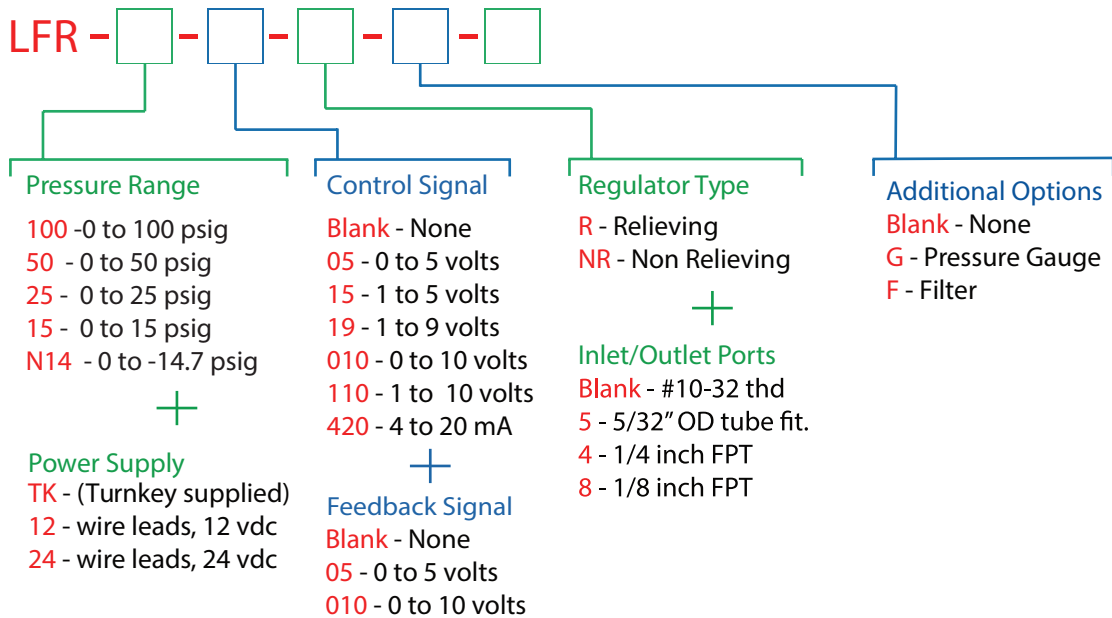 LFR - - - - -
Pressure Range
100 -0 to 100 psig
50 - 0 to 50 psig
25 - 0 to 25 psig
15 - 0 to 15 psig
N14 - 0 to -14.7 psig
+
Power Supply
TK - (Turnkey supplied)
12 - wire leads, 12 vdc
24 - wire leads, 24 vdc
Control Signal
Blank - None
05 - 0 to 5 volts
15 - 1 to 5 volts
19 - 1 to 9 volts
010 - 0 to 10 volts
110 - 1 to 10 volts
420 - 4 to 20 mA
+
Feedback Signal
Blank - None
05 - 0 to 5 volts
010 - 0 to 10 volts
Regulator Type
R - Relieving
NR - Non Relieving
+
Inlet/Outlet Ports
Blank - #10-32 thd
5 - 5/32” OD tube fit.
4 - 1/4 inch FPT
8 - 1/8 inch FPT
Additional Options
Blank - None
G - Pressure Gauge
F - Filter